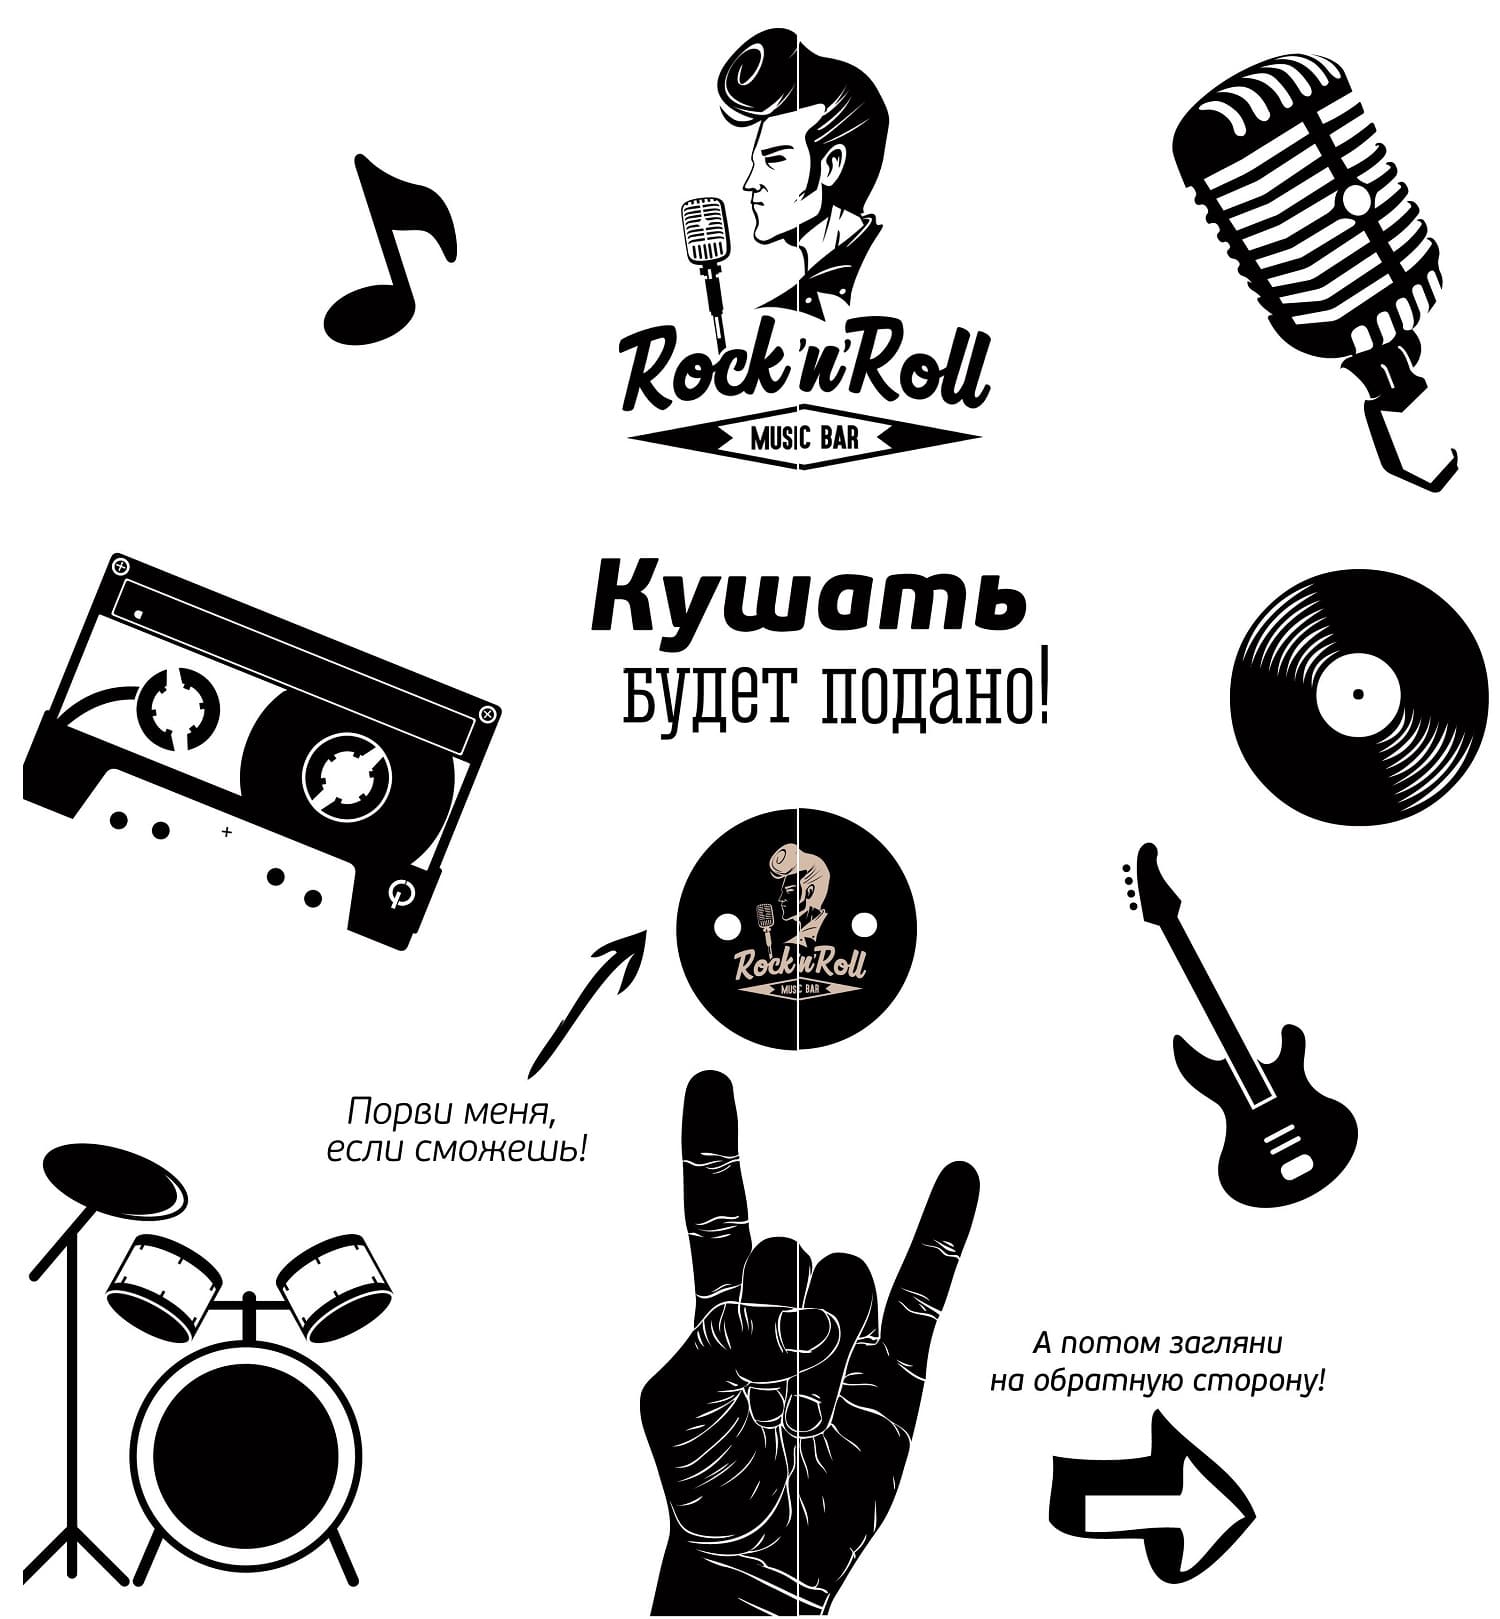 Rock'n'Roll
MUSIC BAR
Кушать
будет подано!
Rock'n'Roll
MUSIC BAR
Порви меня,
если сможешь!
А потом загляни
на обратную сторону!